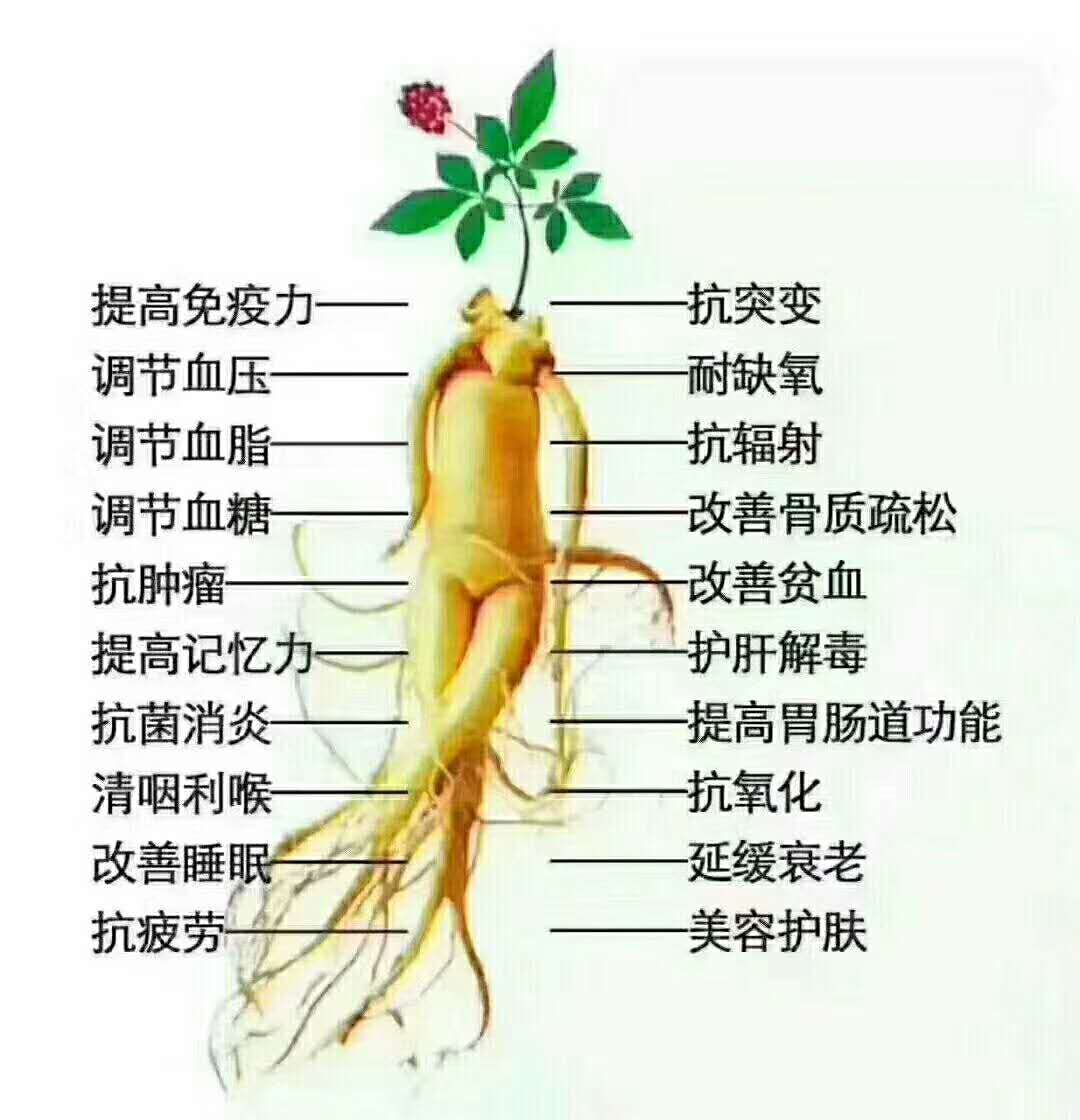 提高免疫力
调节血压
调节血脂
调节血糖
抗肿瘤
提高记忆力
抗菌消炎
清咽利喉
改善睡眠
抗疲劳
抗突变
耐缺氧
抗辐射
改善骨质疏松
改善贫血
护肝解毒
提高胃肠道功能
抗氧化
延缓衰老
美容护肤